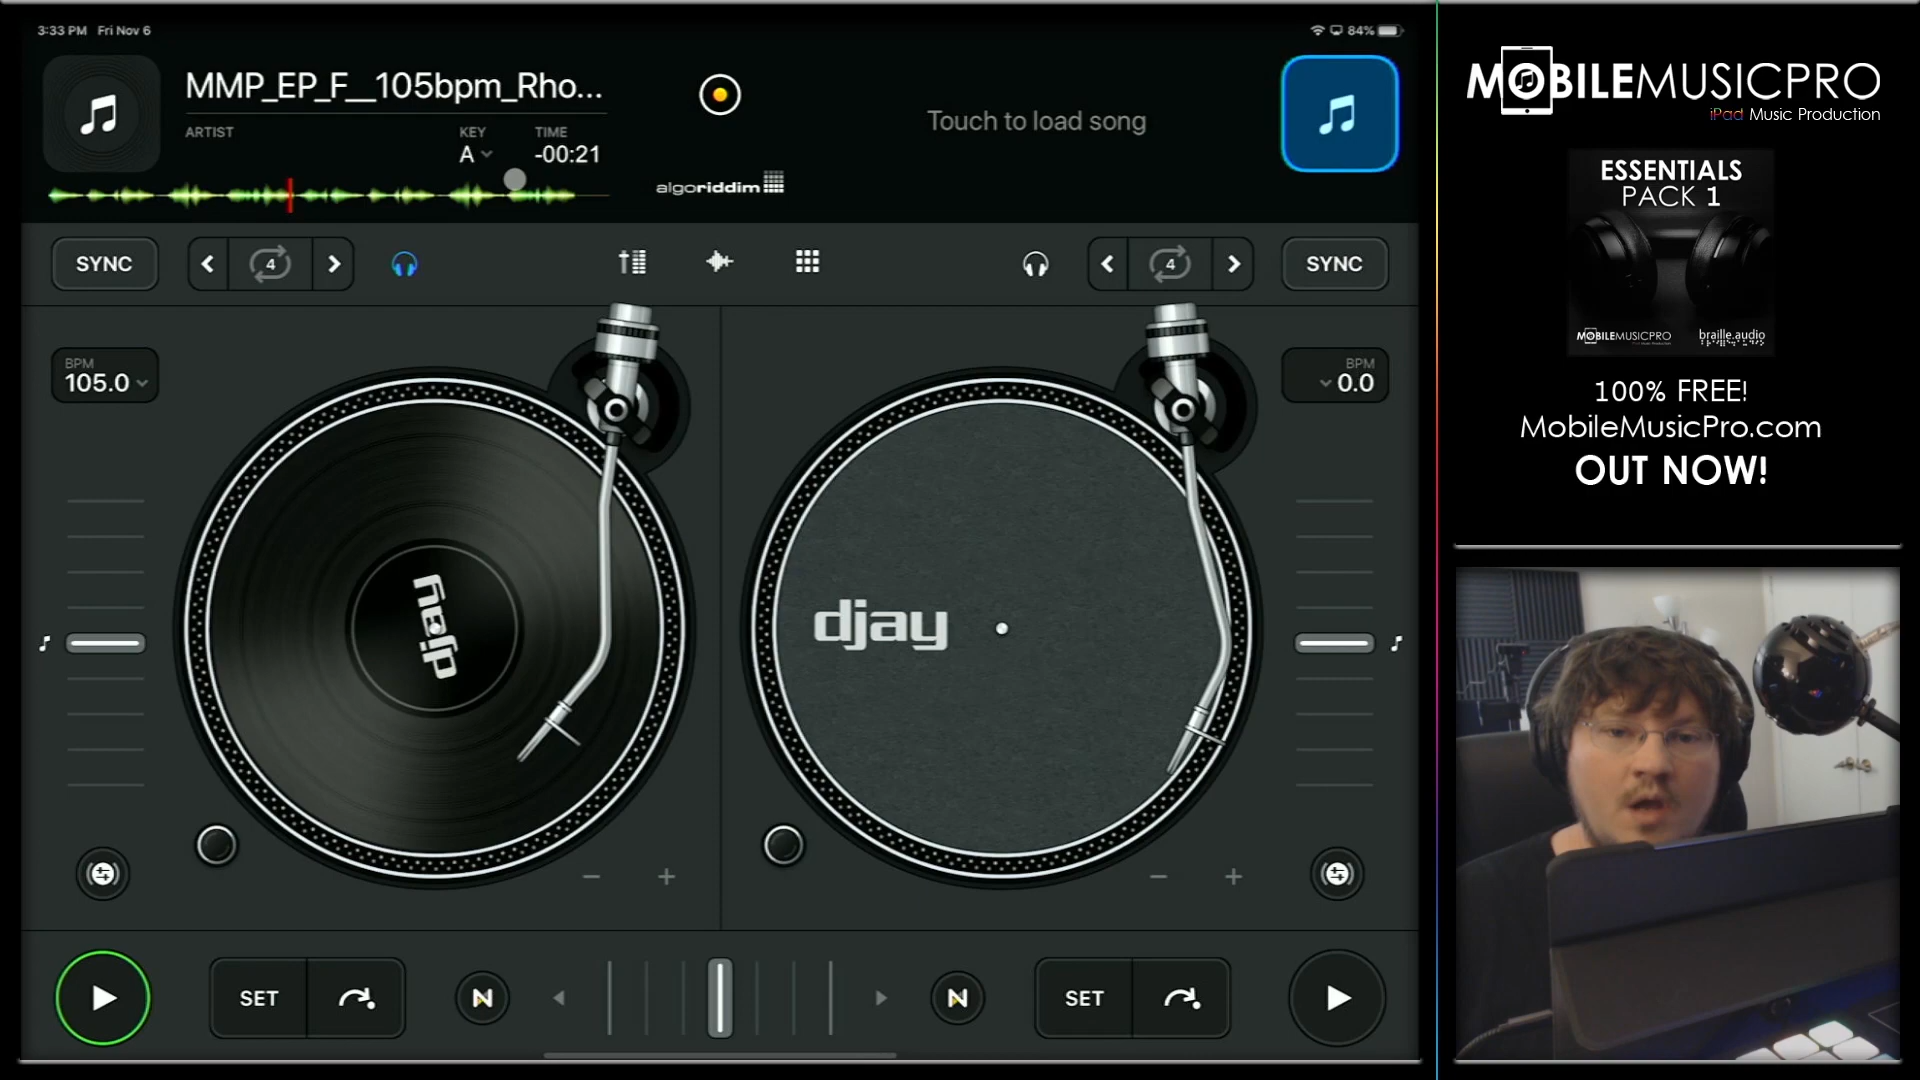 3:33 PM Fri Nov 6
84%
MMP_EP_F__105bpm_Rho...
ARTIST
KEY
TIME
A
-00:21
algoriddim
Touch to load song
SYNC
4
4
SYNC
BPM
105.0
BPM
0.0
djay
djay
SET
N
N
SET
MOBILEMUSICPRO
iPad Music Production
ESSENTIALS
PACK 1
MOBILEMUSICPRO
braille.audio
100% FREE!
MobileMusicPro.com
OUT NOW!